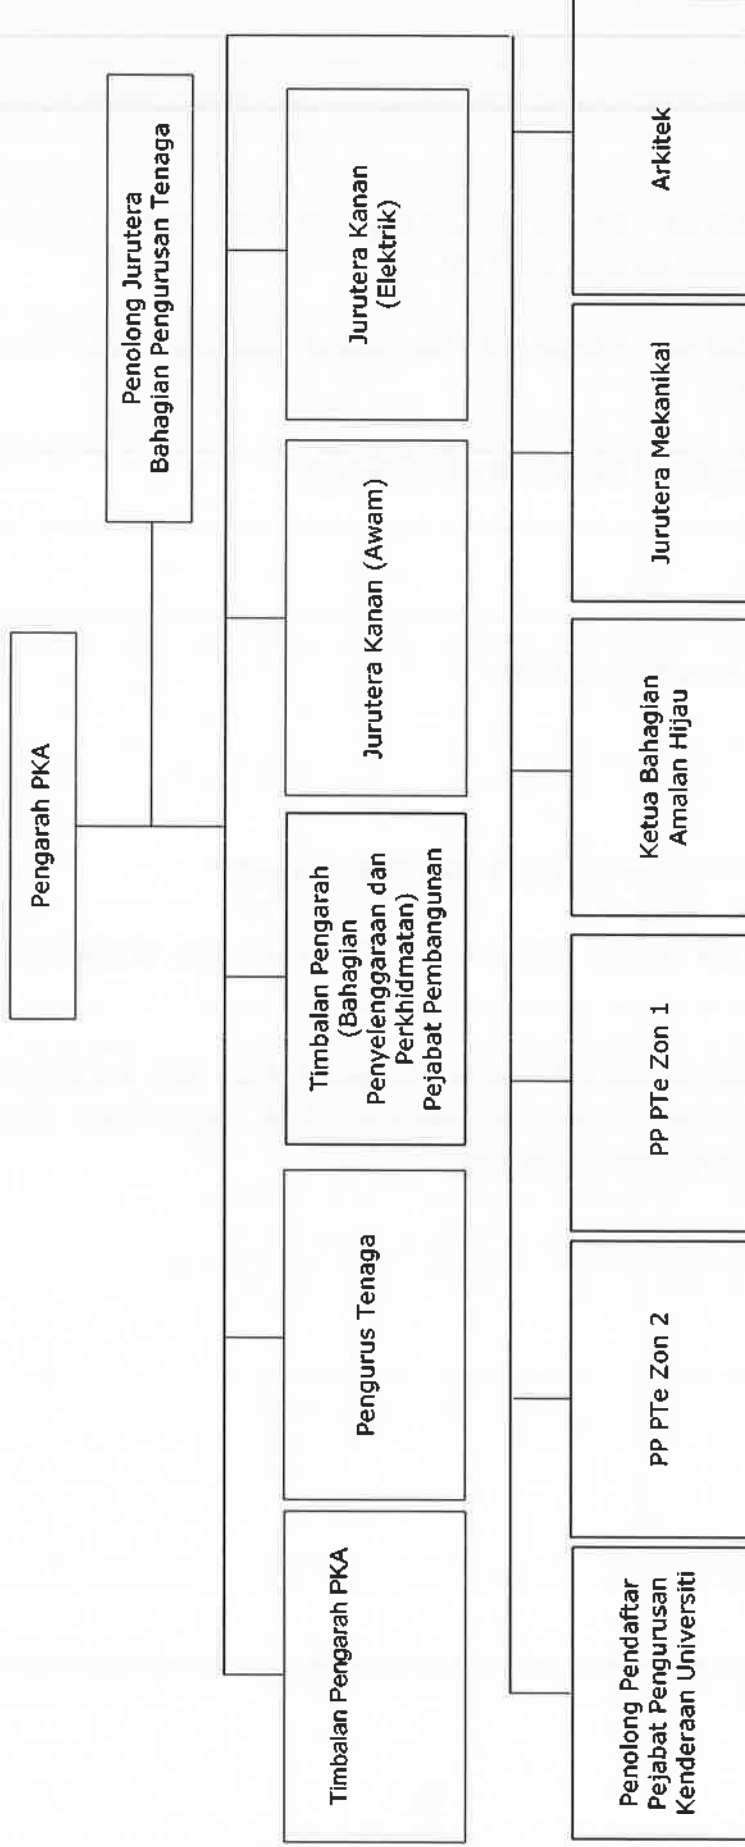 Pengarah PKA
Penolong Jurutera
Bahagian Pengurusan Tenaga
Timbalan Pengarah PKA
Pengurus Tenaga
Timbalan Pengarah
(Bahagian
Penyelenggaraan dan
Perkhidmatan)
Pejabat Pembangunan
Jurutera Kanan (Awam)
Jurutera Kanan
(Elektrik)
Penolong Pendaftar
Pejabat Pengurusan
Kenderaan Universiti
PP PTe Zon 2
PP PTe Zon 1
Ketua Bahagian
Amalan Hijau
Jurutera Mekanikal
Arkitek